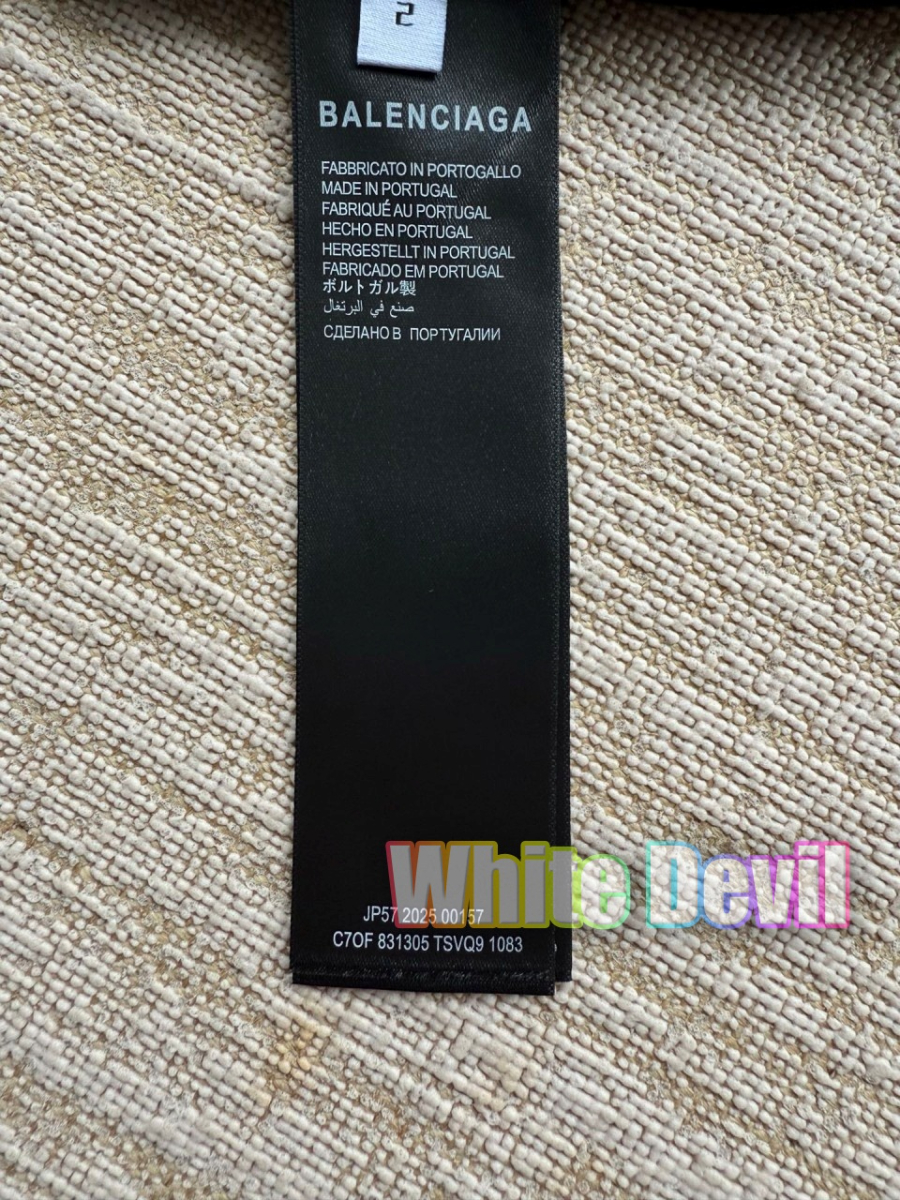 2
BALENCIAGA
FABBRICATO IN PORTOGALLO
MADE IN PORTUGAL
FABRIQUÉ AU PORTUGAL
HECHO EN PORTUGAL
HERGESTELLT IN PORTUGAL
FABRICADO EM PORTUGAL
ポルトガル製
صنع في البرتغال
СДЕЛАНО В ПОРТУГАЛИИ
White Devil
JP57 2025 00157
C7OF 831305 TSVQ9 1083